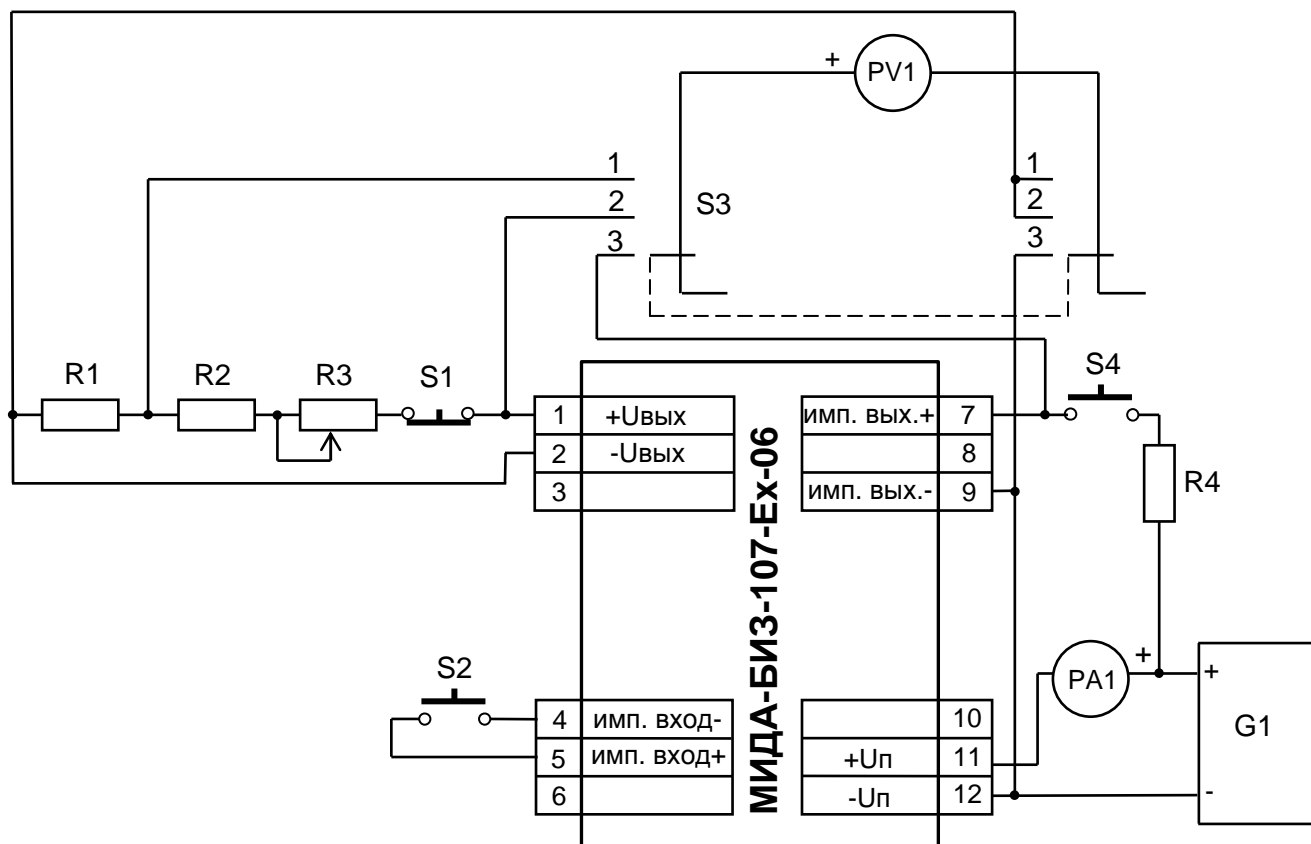 + PV1
1 1
2 S3 2
3 3
R1 R2 R3 S1 S4
1 +Uвых имп. вых.+ 7
2 -Uвых 8
3 имп. вых.- 9
R4
МИДА-БИЗ-107-Ex-06
S2 PA1 + + G1 -
4 имп. вход- 10
5 имп. вход+ +Uп 11
6 -Uп 12